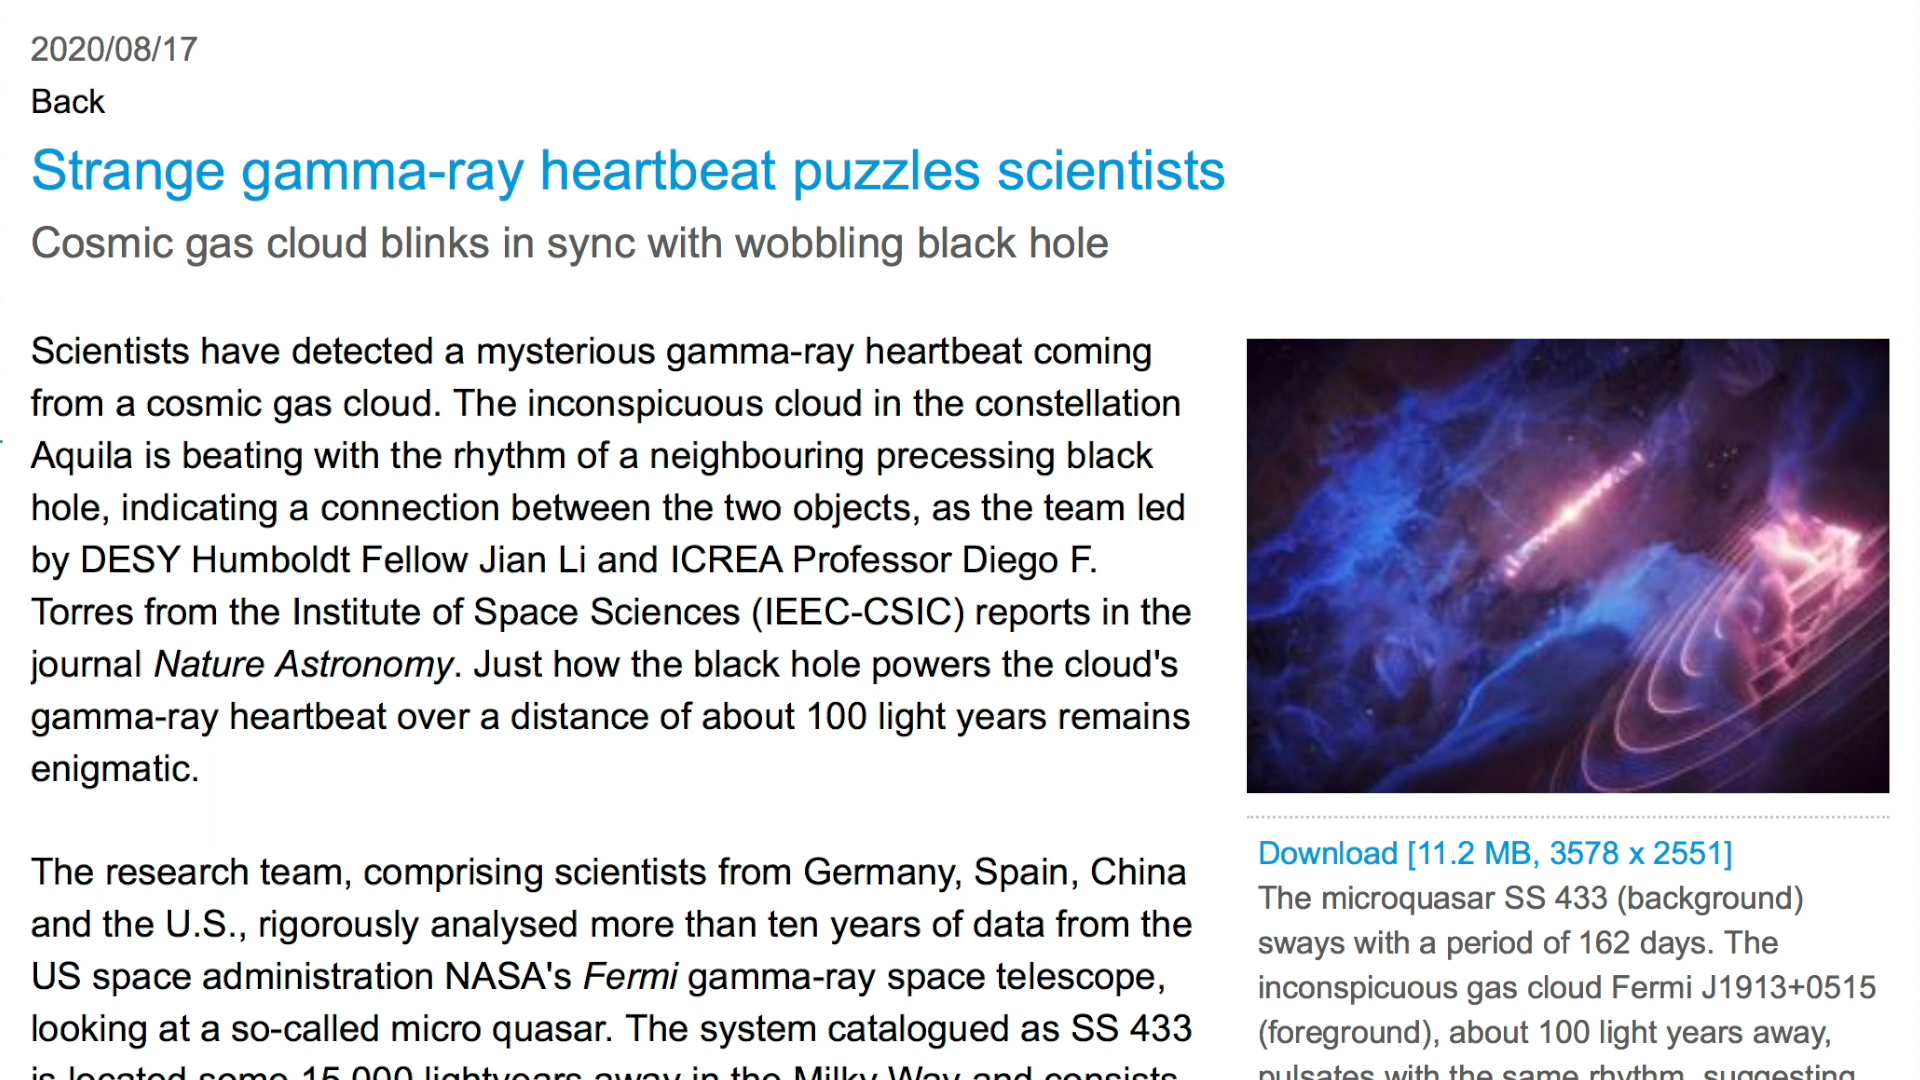 2020/08/17
Back
Strange gamma-ray heartbeat puzzles scientists
Cosmic gas cloud blinks in sync with wobbling black hole
Scientists have detected a mysterious gamma-ray heartbeat coming
from a cosmic gas cloud. The inconspicuous cloud in the constellation
Aquila is beating with the rhythm of a neighbouring precessing black
hole, indicating a connection between the two objects, as the team led
by DESY Humboldt Fellow Jian Li and ICREA Professor Diego F.
Torres from the Institute of Space Sciences (IEEC-CSIC) reports in the
journal Nature Astronomy. Just how the black hole powers the cloud's
gamma-ray heartbeat over a distance of about 100 light years remains
enigmatic.
The research team, comprising scientists from Germany, Spain, China
and the U.S., rigorously analysed more than ten years of data from the
US space administration NASA's Fermi gamma-ray space telescope,
looking at a so-called micro quasar. The system catalogued as SS 433
is located some 15 000 lightyears away in the Milky Way and consists
Download [11.2 MB, 3578 x 2551]
The microquasar SS 433 (background)
sways with a period of 162 days. The
inconspicuous gas cloud Fermi J1913+0515
(foreground), about 100 light years away,
pulsates with the same rhythm, suggesting